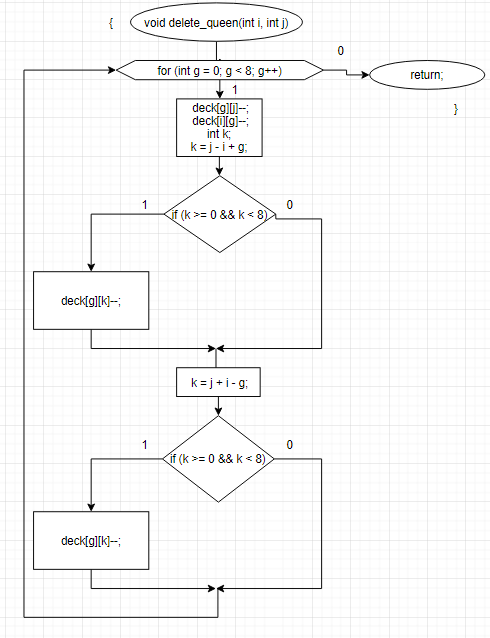 {
void delete_queen(int i, int j)
0
for (int g = 0; g < 8; g++)
return;
1
}
deck[g][j]--;
deck[i][g]--;
int k;
k = j - i + g;
1
0
if (k >= 0 && k < 8)
deck[g][k]--;
k = j + i - g;
1
0
if (k >= 0 && k < 8)
deck[g][k]--;